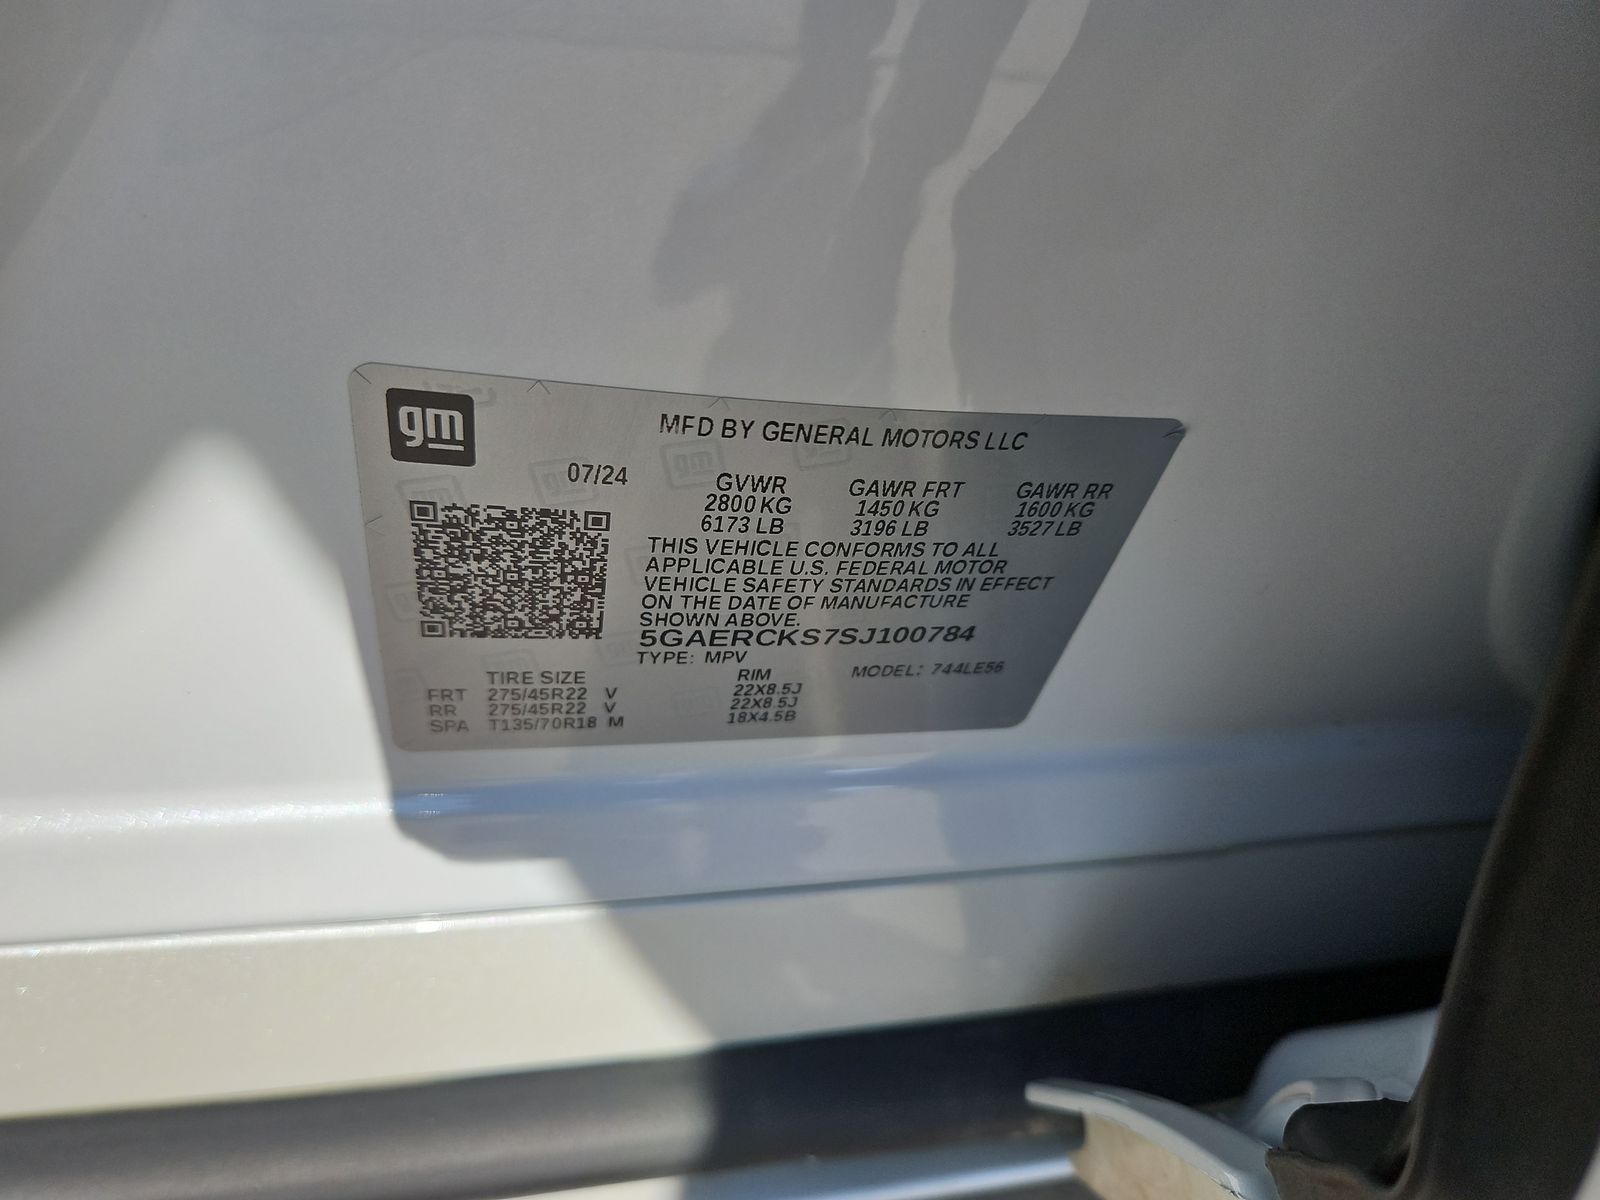 gm
MFD BY GENERAL MOTORS LLC
07/24
GVWR GAWR FRT GAWR RR
2800 KG 1450 KG 1600 KG
6173 LB 3196 LB 3527 LB
THIS VEHICLE CONFORMS TO ALL
APPLICABLE U.S. FEDERAL MOTOR
VEHICLE SAFETY STANDARDS IN EFFECT
ON THE DATE OF MANUFACTURE
SHOWN ABOVE.
5GAERCKS7SJ100784
TYPE: MPV MODEL: 744LE56
TIRE SIZE RIM
FRT 275/45R22 V 22X8.5J
RR 275/45R22 V 22X8.5J
SPA T135/70R18 M 18X4.5B